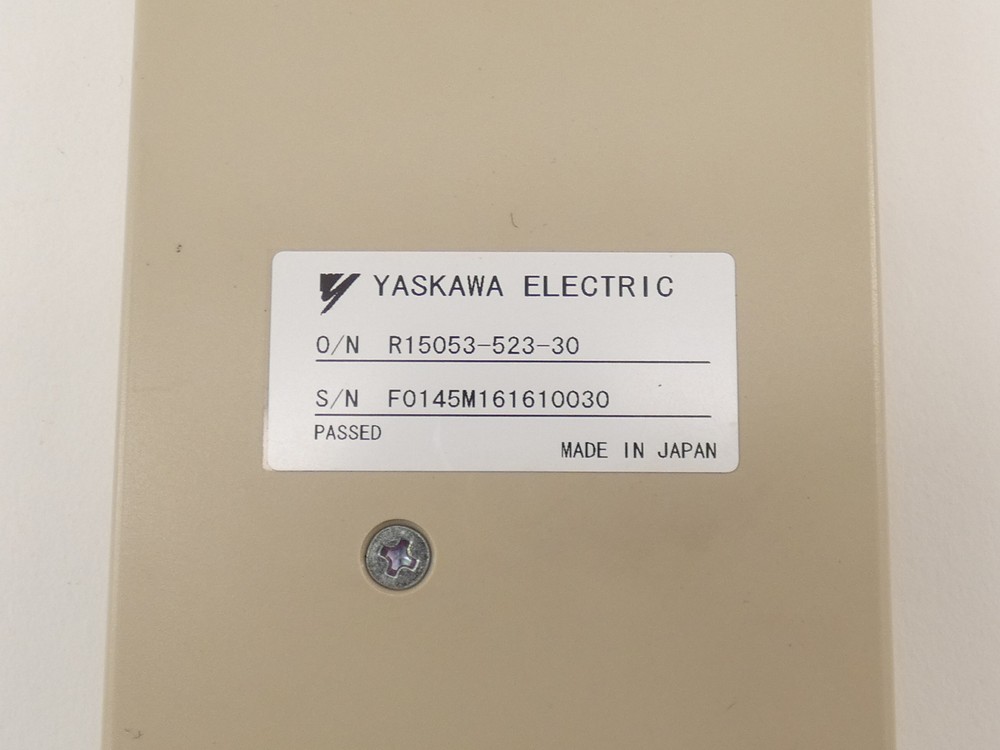 YASKAWA ELECTRIC
O/N R15053-523-30
S/N F0145M161610030
PASSED
MADE IN JAPAN